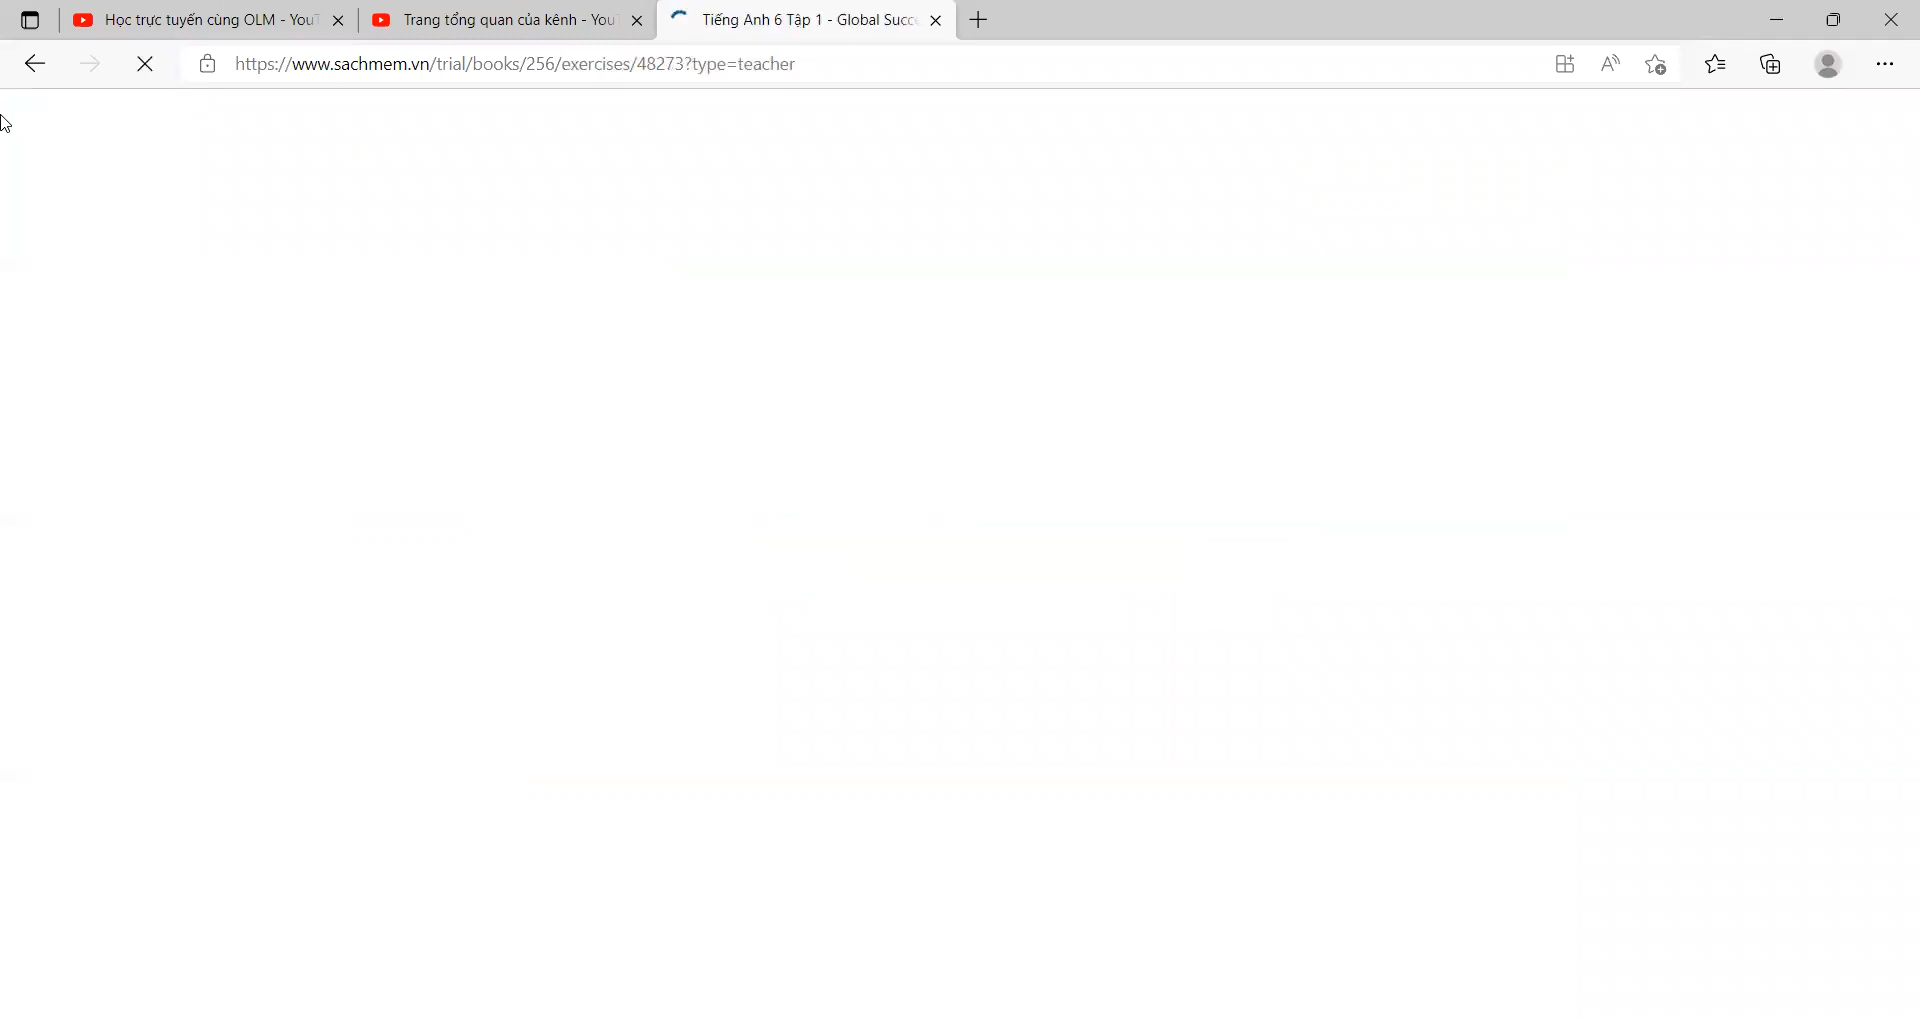 Học trực tuyến cùng OLM - You
Trang tổng quan của kênh - You
Tiếng Anh 6 Tập 1 - Global Succ
https://www.sachmem.vn/trial/books/256/exercises/48273?type=teacher